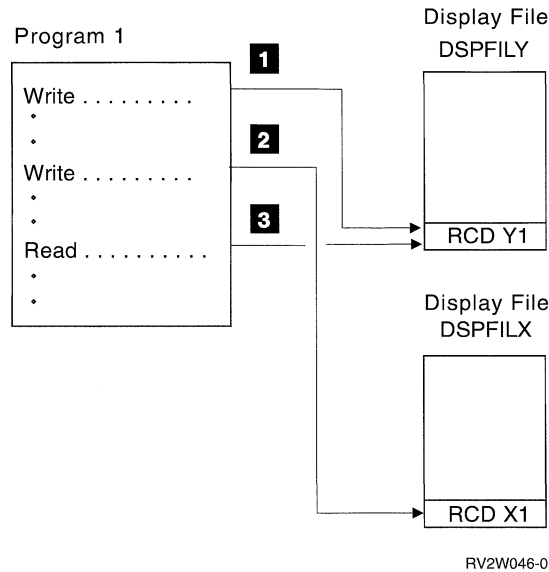 Program 1
Write . . . . . . . . .
Write . . . . . . . . .
Read . . . . . . . . . .
1
2
3
Display File
DSPFILY
RCD Y1
Display File
DSPFILX
RCD X1
RV2W046-0